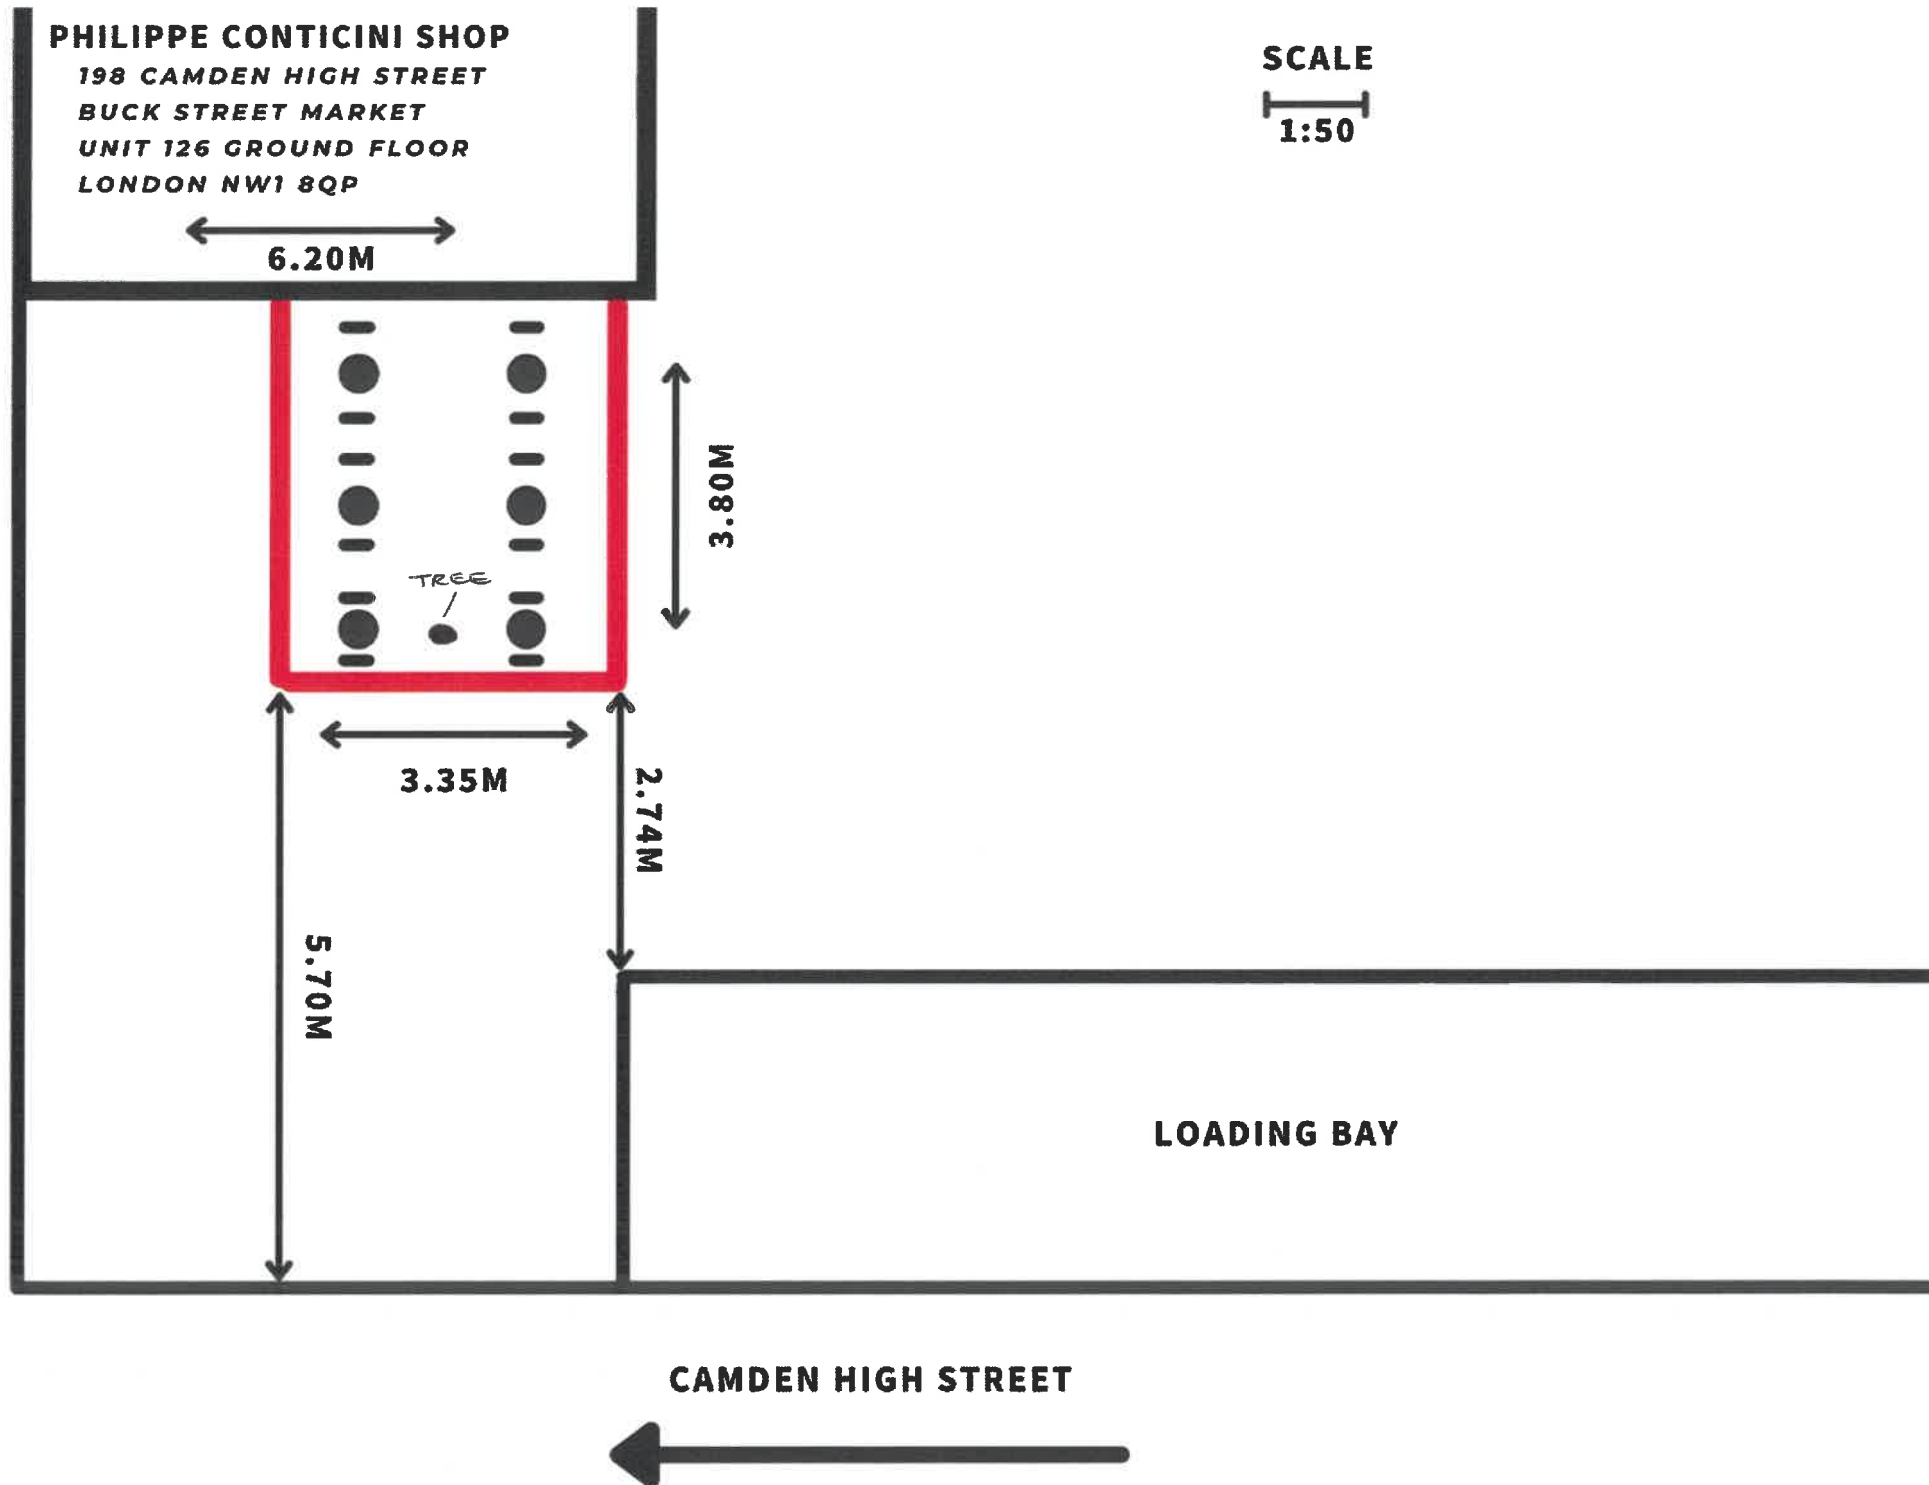 PHILIPPE CONTICINI SHOP
198 CAMDEN HIGH STREET
BUCK STREET MARKET
UNIT 126 GROUND FLOOR
LONDON NW1 8QP
6.20M
SCALE
1:50
3.80M
TREE
3.35M
2.74M
5.70M
LOADING BAY
CAMDEN HIGH STREET